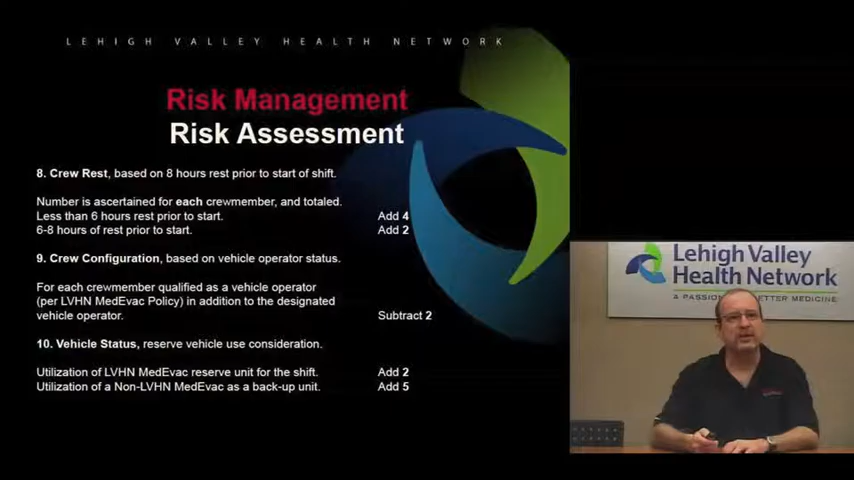 LEHIGH VALLEY HEALTH NETWORK
Risk Management
Risk Assessment
8. Crew Rest, based on 8 hours rest prior to start of shift.
Number is ascertained for each crewmember, and totaled.
Less than 6 hours rest prior to start. Add 4
6-8 hours of rest prior to start. Add 2
9. Crew Configuration, based on vehicle operator status.
For each crewmember qualified as a vehicle operator
(per LVHN MedEvac Policy) in addition to the designated
vehicle operator. Subtract 2
10. Vehicle Status, reserve vehicle use consideration.
Utilization of LVHN MedEvac reserve unit for the shift. Add 2
Utilization of a Non-LVHN MedEvac as a back-up unit. Add 5
Lehigh Valley
Health Network
A PASSION TTER MEDICINE